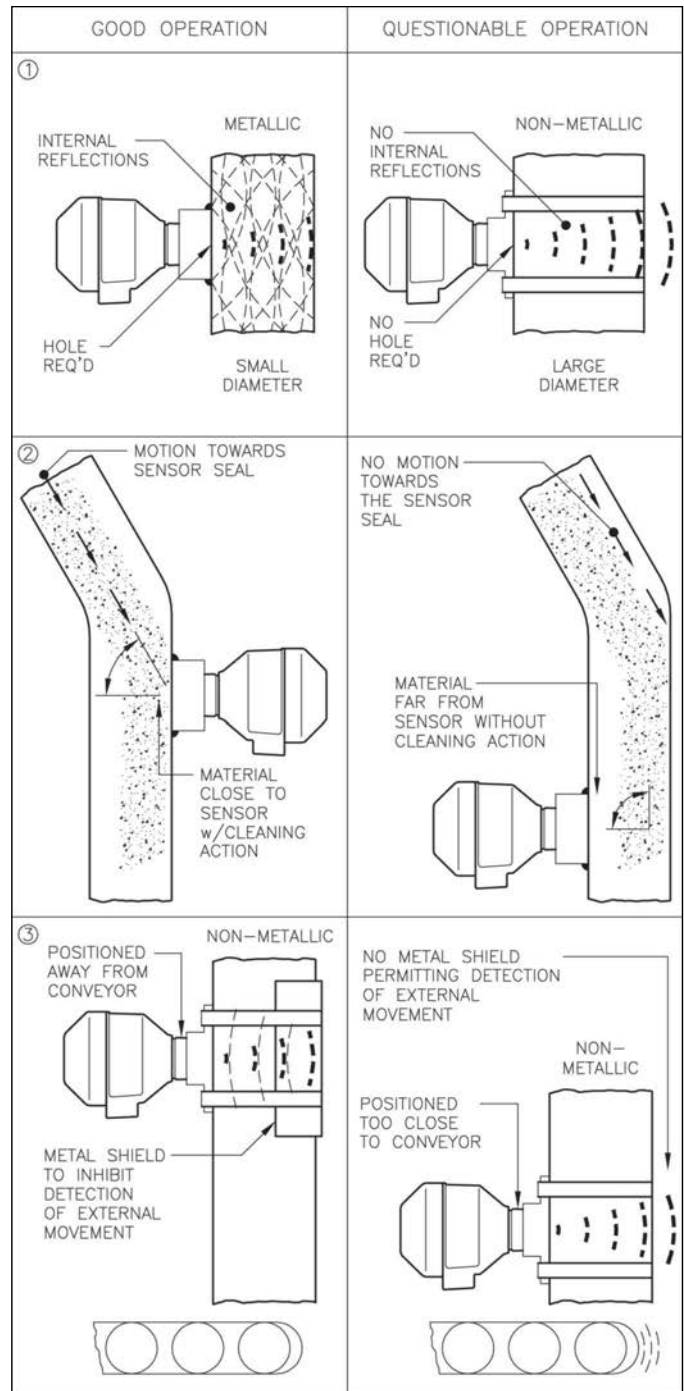 GOOD OPERATION
QUESTIONABLE OPERATION
①
METALLIC
INTERNAL
REFLECTIONS
HOLE
REQ'D
SMALL
DIAMETER
NON-METALLIC
NO
INTERNAL
REFLECTIONS
NO
HOLE
REQ'D
LARGE
DIAMETER
②
MOTION TOWARDS
SENSOR SEAL
MATERIAL
CLOSE TO
SENSOR
w/CLEANING
ACTION
NO MOTION
TOWARDS
THE SENSOR
SEAL
MATERIAL
FAR FROM
SENSOR WITHOUT
CLEANING ACTION
③
NON-METALLIC
POSITIONED
AWAY FROM
CONVEYOR
METAL SHIELD
TO INHIBIT
DETECTION
OF EXTERNAL
MOVEMENT
NO METAL SHIELD
PERMITTING DETECTION
OF EXTERNAL
MOVEMENT
NON-
METALLIC
POSITIONED
TOO CLOSE
TO CONVEYOR